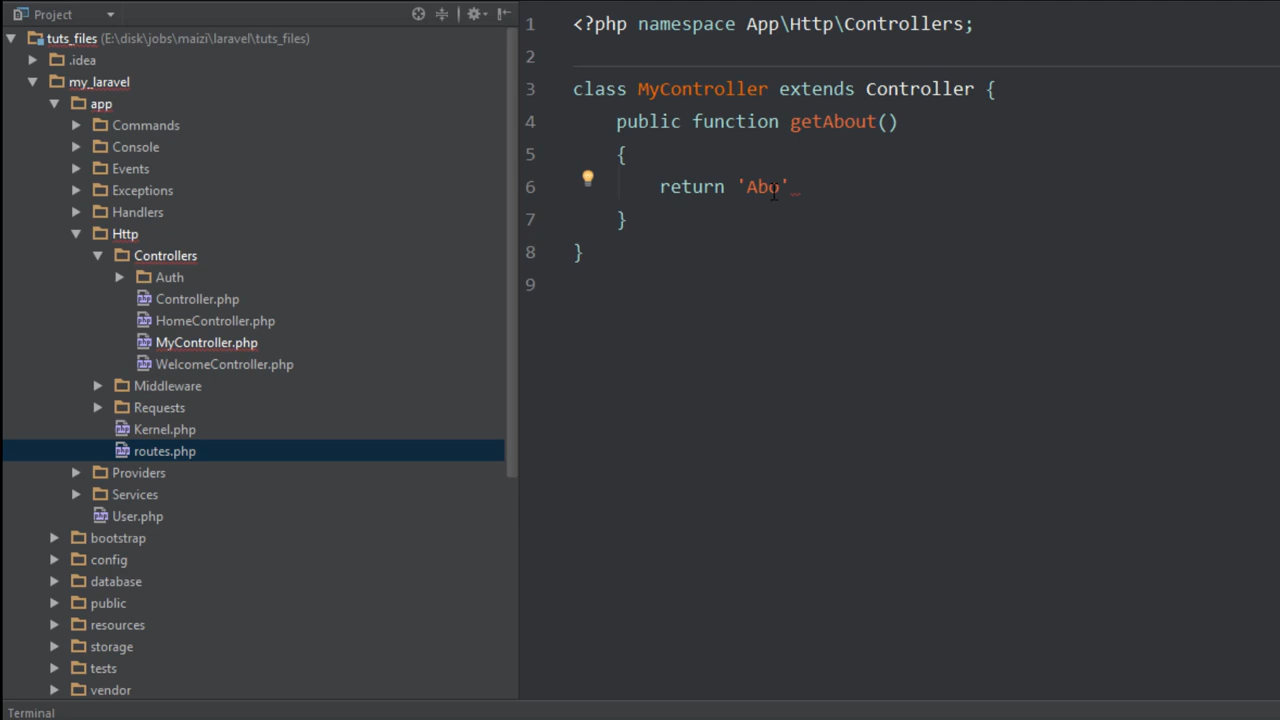 Project
tuts_files (E:\disk\jobs\maizi\laravel\tuts_files)
.idea
my_laravel
app
Commands
Console
Events
Exceptions
Handlers
Http
Controllers
Auth
Controller.php
HomeController.php
MyController.php
WelcomeController.php
Middleware
Requests
Kernel.php
routes.php
Providers
Services
User.php
bootstrap
config
database
public
resources
storage
tests
vendor
Terminal
1 <?php namespace App\Http\Controllers;
2
3 class MyController extends Controller {
4 public function getAbout()
5 {
6 return 'Abo'
7 }
8 }
9